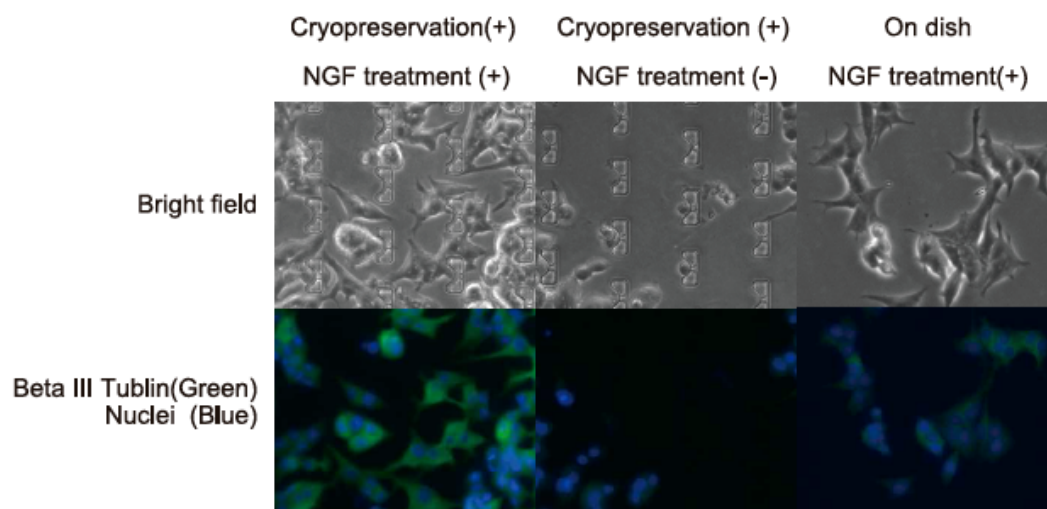 Cryopreservation(+)
Cryopreservation (+)
On dish
NGF treatment (+)
NGF treatment (-)
NGF treatment(+)
Bright field
Beta III Tublin(Green)
Nuclei (Blue)